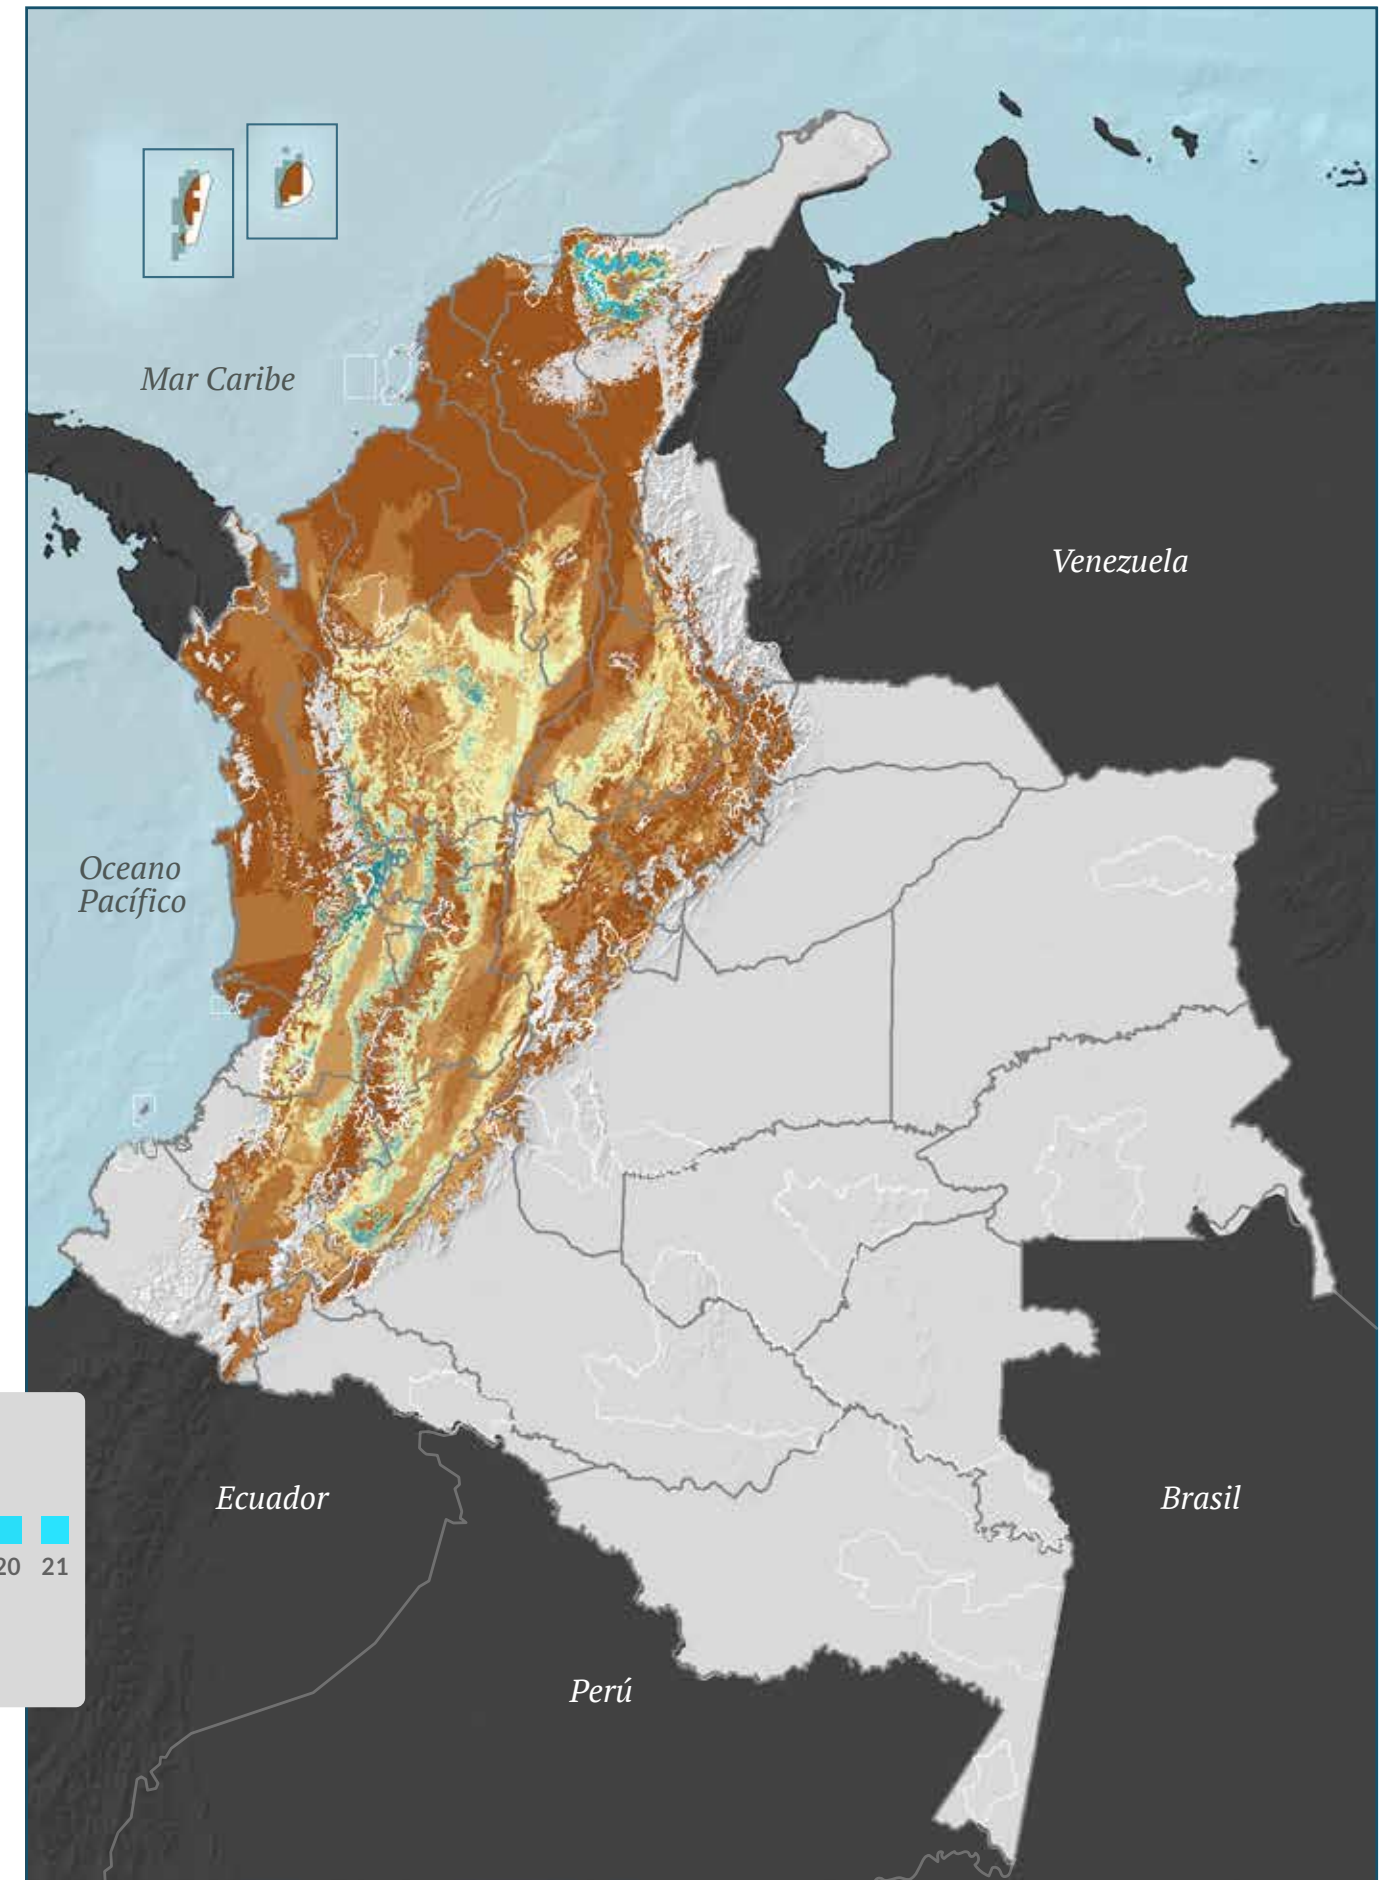 Mar Caribe
Venezuela
Oceano
Pacífico
Ecuador
Brasil
20 21
Perú